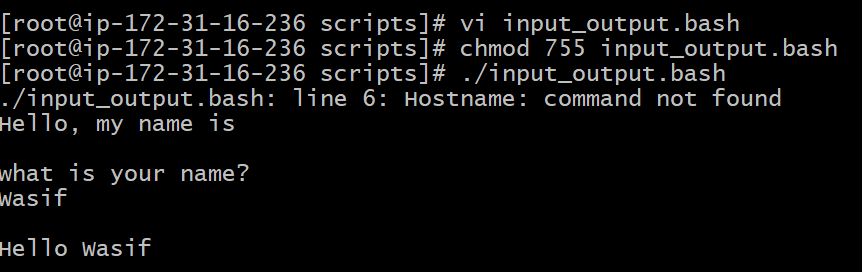 [root@ip-172-31-16-236 scripts]# vi input_output.bash
[root@ip-172-31-16-236 scripts]# chmod 755 input_output.bash
[root@ip-172-31-16-236 scripts]# ./input_output.bash
./input_output.bash: line 6: Hostname: command not found
Hello, my name is
what is your name?
Wasif
Hello Wasif